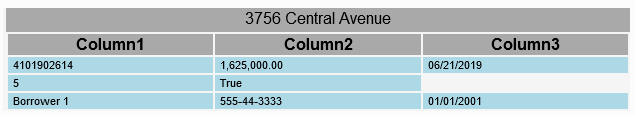 3756 Central Avenue
Column1 Column2 Column3
4101902614 1,625,000.00 06/21/2019
5 True
Borrower 1 555-44-3333 01/01/2001